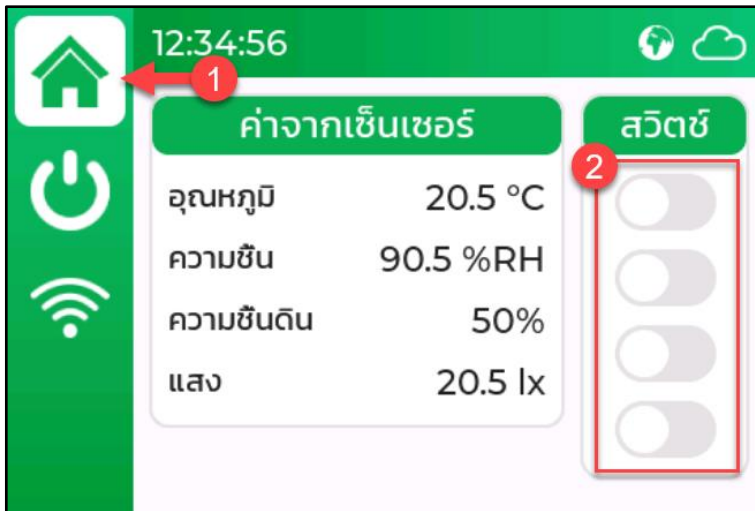 12:34:56
1
ค่าจากเซ็นเซอร์
อุณหภูมิ 20.5 °C
ความชื้น 90.5 %RH
ความชื้นดิน 50%
แสง 20.5 lx
สวิตช์
2